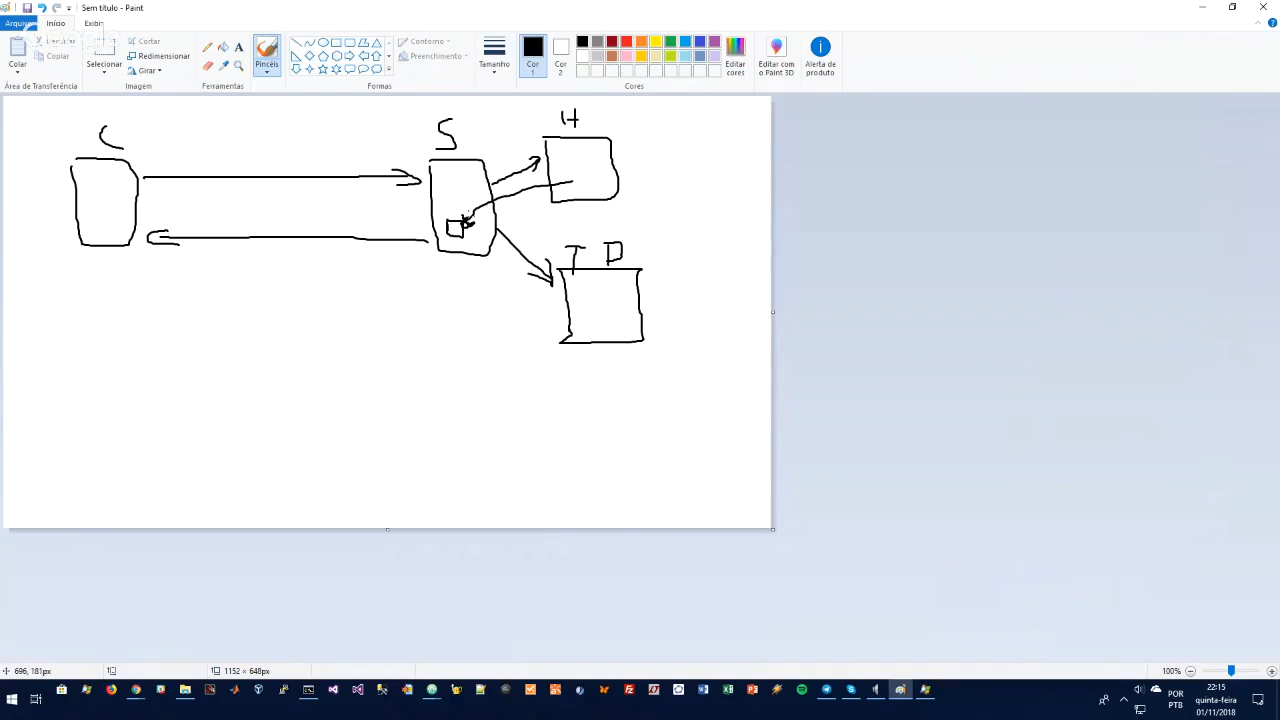 Sem título - Paint
Arquivo Início Exibir
Colar
Copiar
Selecionar
Cortar
Redimensionar
Girar
Pincéis
Contorno
Preenchimento
Tamanho
Cor 1
Cor 2
Editar cores
Editar com o Paint 3D
Alerta de produto
Área de Transferência Imagem Ferramentas Formas Cores
C S H
T D
696, 181px 1152 × 648px 100%
22:15
POR quinta-feira
PTB 01/11/2018